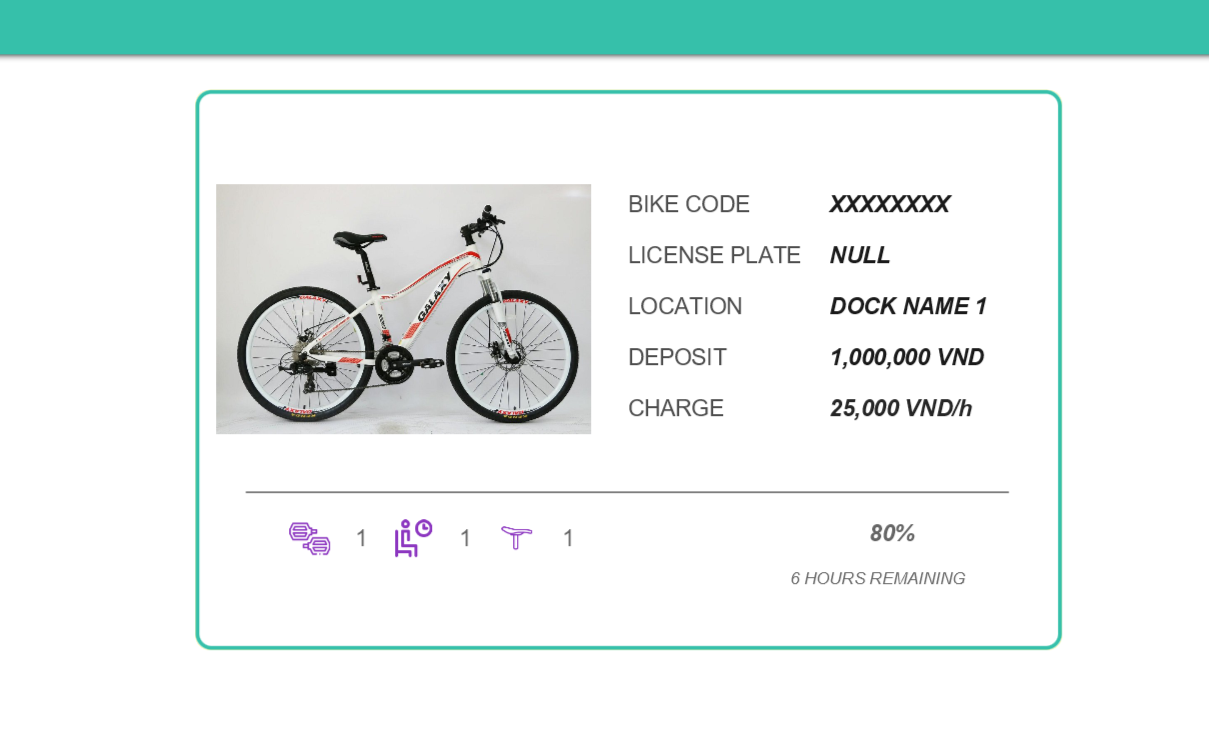 BIKE CODE XXXXXXXX
LICENSE PLATE NULL
LOCATION DOCK NAME 1
DEPOSIT 1,000,000 VND
CHARGE 25,000 VND/h
GALAXY
1 1 1 80%
6 HOURS REMAINING